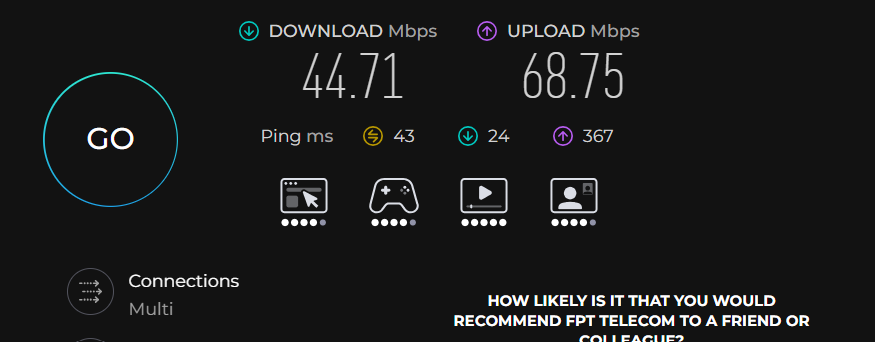 DOWNLOAD Mbps
UPLOAD Mbps
44.71
68.75
GO
Ping ms 43 24 367
Connections
Multi
HOW LIKELY IS IT THAT YOU WOULD
RECOMMEND FPT TELECOM TO A FRIEND OR
COLLEAGUE?